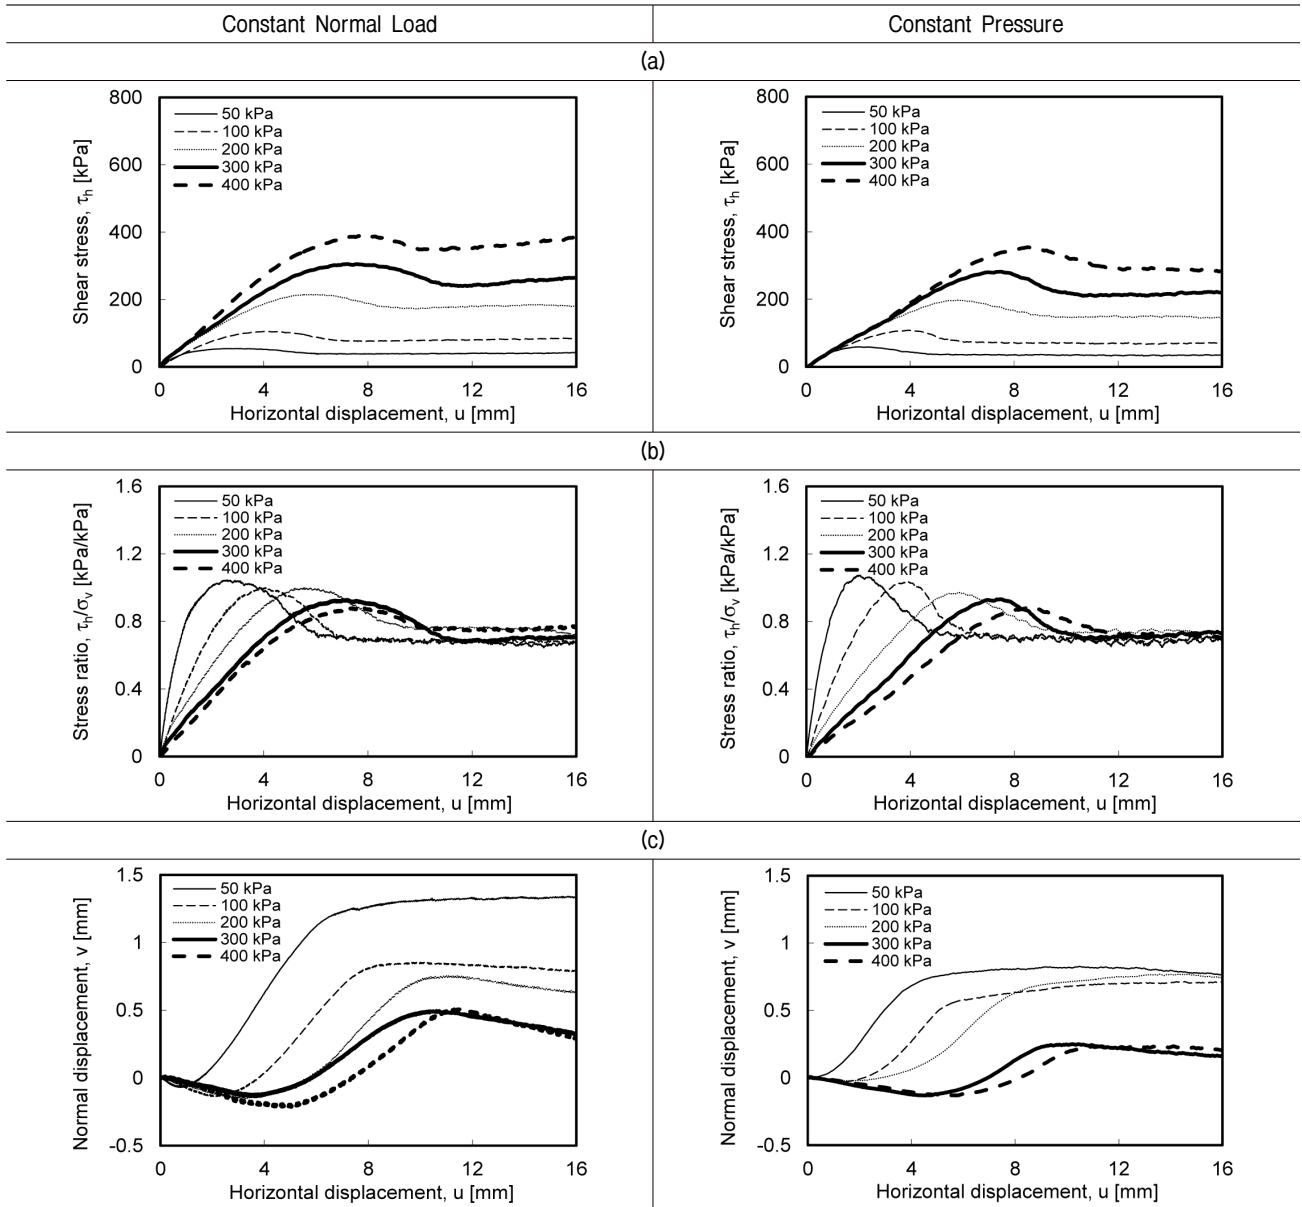 Constant Normal Load
Constant Pressure
(a)
800
600
400
200
0
Shear stress, τh [kPa]
50 kPa
100 kPa
200 kPa
300 kPa
400 kPa
0 4 8 12 16
Horizontal displacement, u [mm]
800
600
400
200
0
Shear stress, τh [kPa]
50 kPa
100 kPa
200 kPa
300 kPa
400 kPa
0 4 8 12 16
Horizontal displacement, u [mm]
(b)
1.6
1.2
0.8
0.4
0
Stress ratio, τh/σv [kPa/kPa]
50 kPa
100 kPa
200 kPa
300 kPa
400 kPa
0 4 8 12 16
Horizontal displacement, u [mm]
1.6
1.2
0.8
0.4
0
Stress ratio, τh/σv [kPa/kPa]
50 kPa
100 kPa
200 kPa
300 kPa
400 kPa
0 4 8 12 16
Horizontal displacement, u [mm]
(c)
1.5
1
0.5
0
-0.5
Normal displacement, v [mm]
50 kPa
100 kPa
200 kPa
300 kPa
400 kPa
0 4 8 12 16
Horizontal displacement, u [mm]
1.5
1
0.5
0
-0.5
Normal displacement, v [mm]
50 kPa
100 kPa
200 kPa
300 kPa
400 kPa
0 4 8 12 16
Horizontal displacement, u [mm]